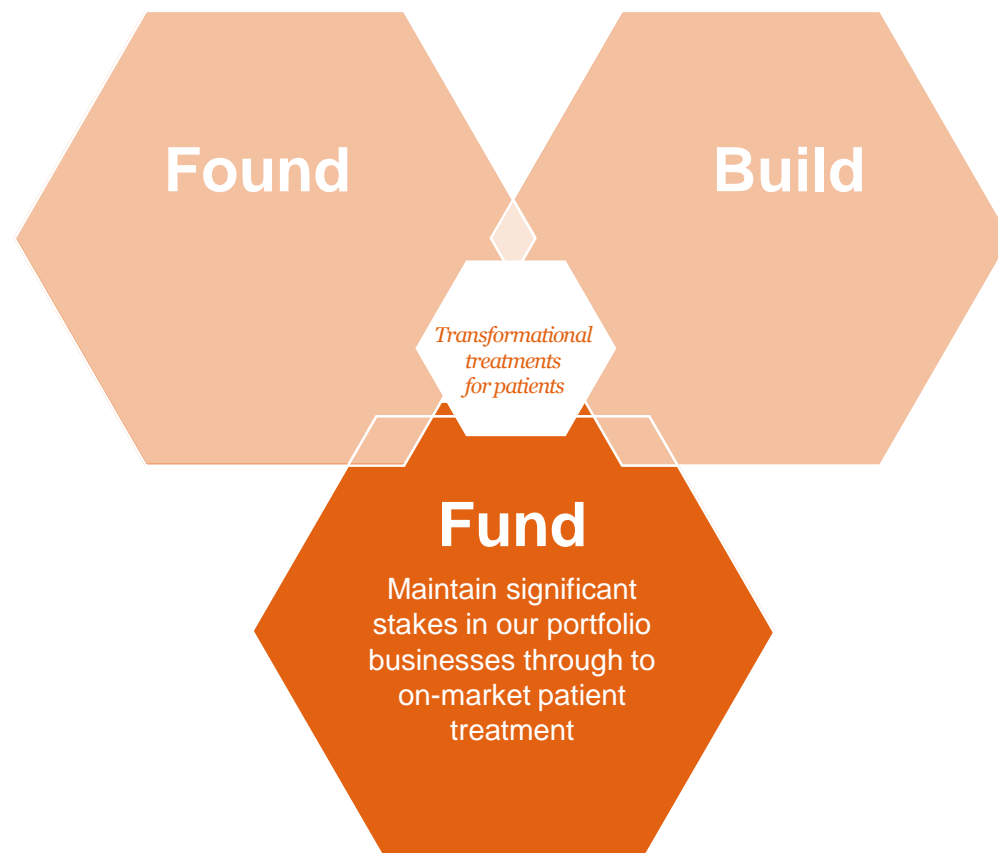 Found
Build
Transformational
treatments
for patients
Fund
Maintain significant
stakes in our portfolio
businesses through to
on-market patient
treatment